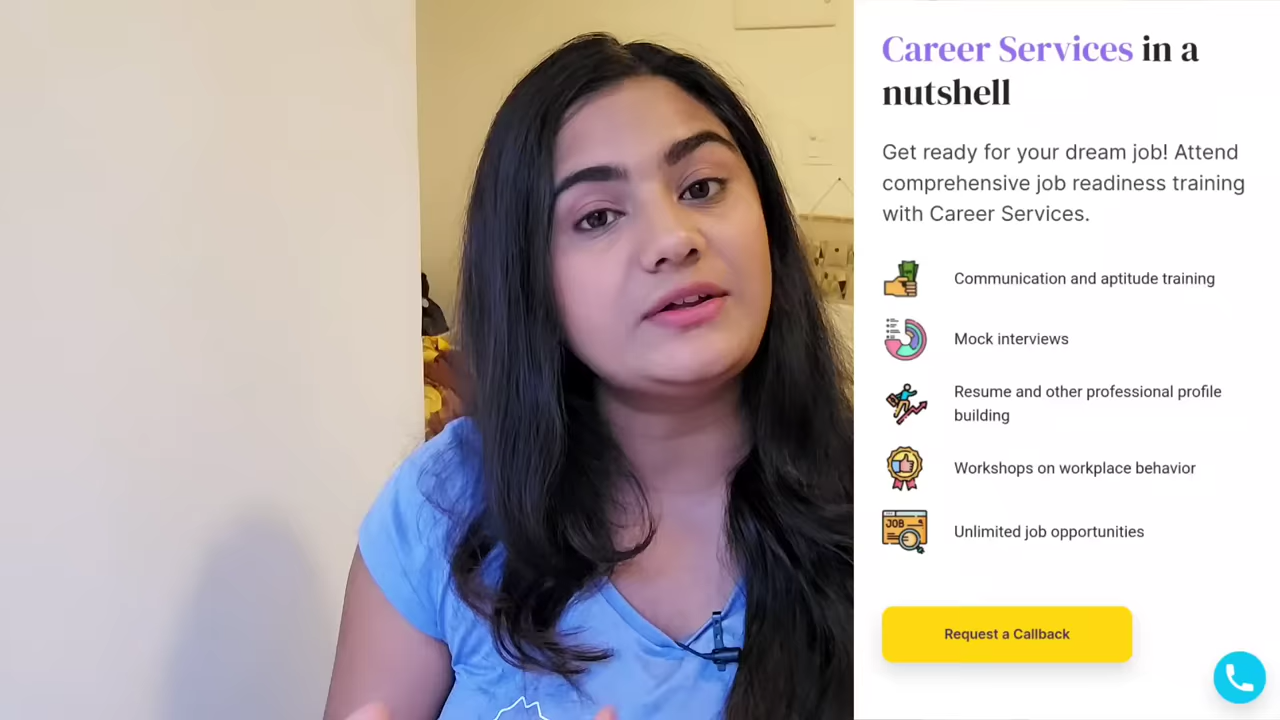 Career Services in a
nutshell
Get ready for your dream job! Attend
comprehensive job readiness training
with Career Services.
Communication and aptitude training
Mock interviews
Resume and other professional profile
building
Workshops on workplace behavior
JOB
Unlimited job opportunities
Request a Callback